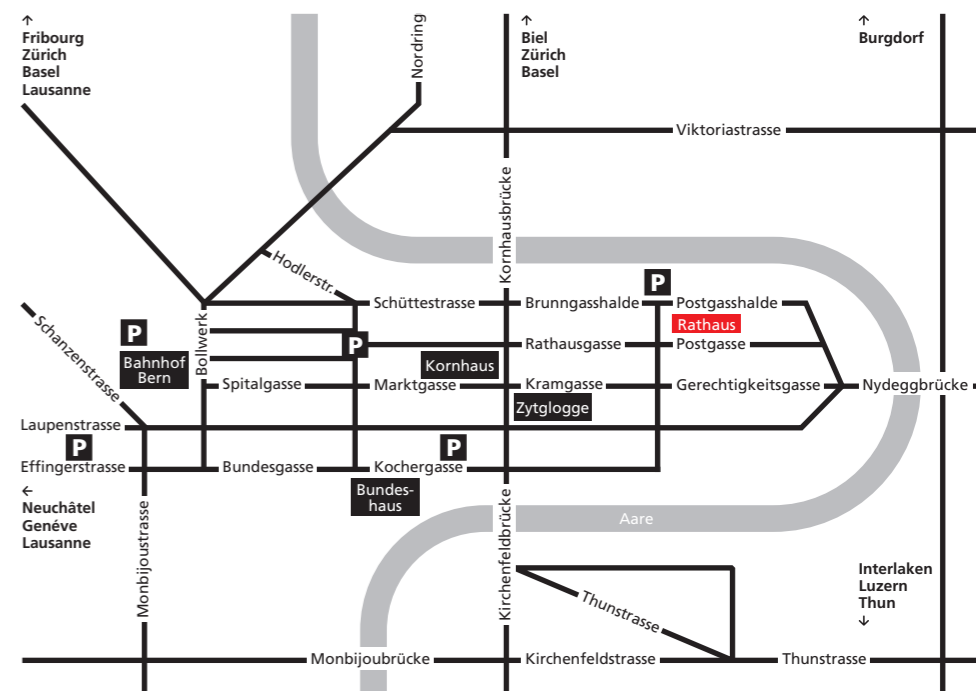 ↑
Fribourg
Zürich
Basel
Lausanne
Nordring
↑
Biel
Zürich
Basel
↑
Burgdorf
Viktoriastrasse
Kornhausbrücke
Hodlerstr.
Schüttestrasse
Brunngasshalde
P
Postgasshalde
Schanzenstrasse
P
Bahnhof
Bern
Bollwerk
P
Rathausgasse
Rathaus
Postgasse
Kornhaus
Spitalgasse
Marktgasse
Kramgasse
Gerechtigkeitsgasse
Nydeggbrücke
Zytglogge
Laupenstrasse
P
P
Effingerstrasse
Bundesgasse
Kochergasse
←
Neuchâtel
Genéve
Lausanne
Bundes-
haus
Aare
Monbijoustrasse
Kirchenfeldbrücke
Thunstrasse
Interlaken
Luzern
Thun
↓
Monbijoubrücke
Kirchenfeldstrasse
Thunstrasse